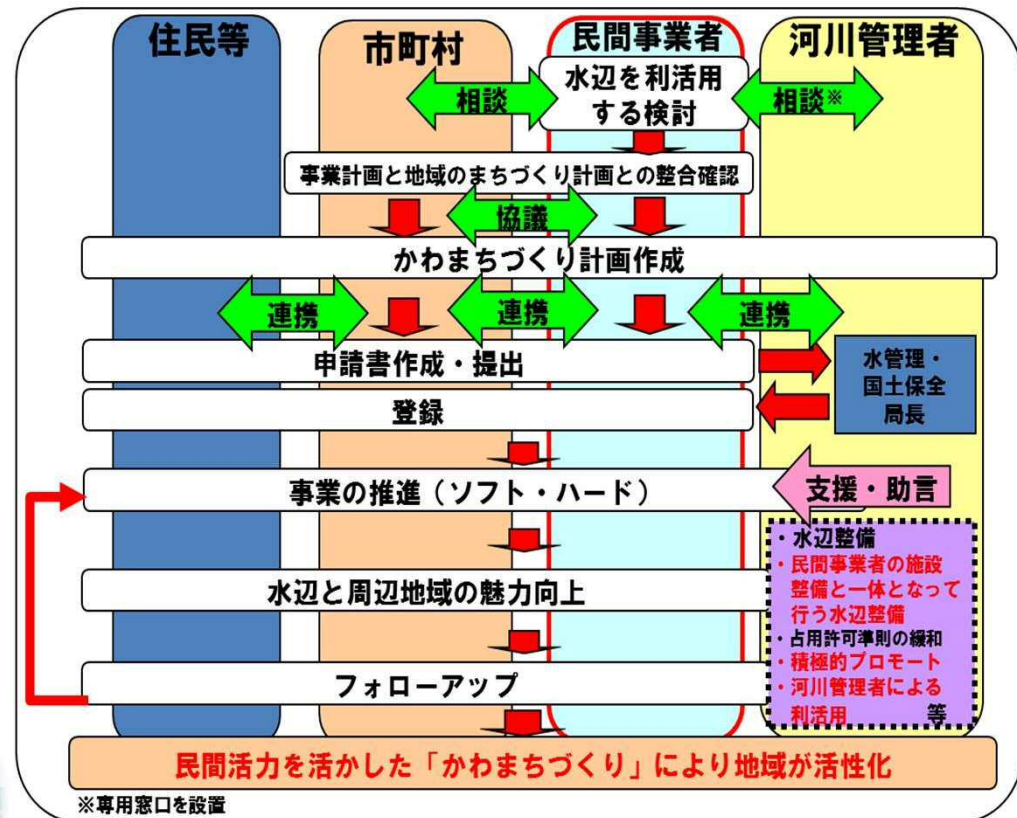 住民等
市町村
民間事業者
河川管理者
相談
水辺を利活用
する検討
相談※
事業計画と地域のまちづくり計画との整合確認
協議
かわまちづくり計画作成
連携
連携
連携
申請書作成・提出
水管理・
国土保全
局長
登録
事業の推進（ソフト・ハード）
支援・助言
・水辺整備
・民間事業者の施設
整備と一体となって
行う水辺整備
・占用許可準則の緩和
・積極的プロモート
・河川管理者による
利活用 等
水辺と周辺地域の魅力向上
フォローアップ
民間活力を活かした「かわまちづくり」により地域が活性化
※専用窓口を設置